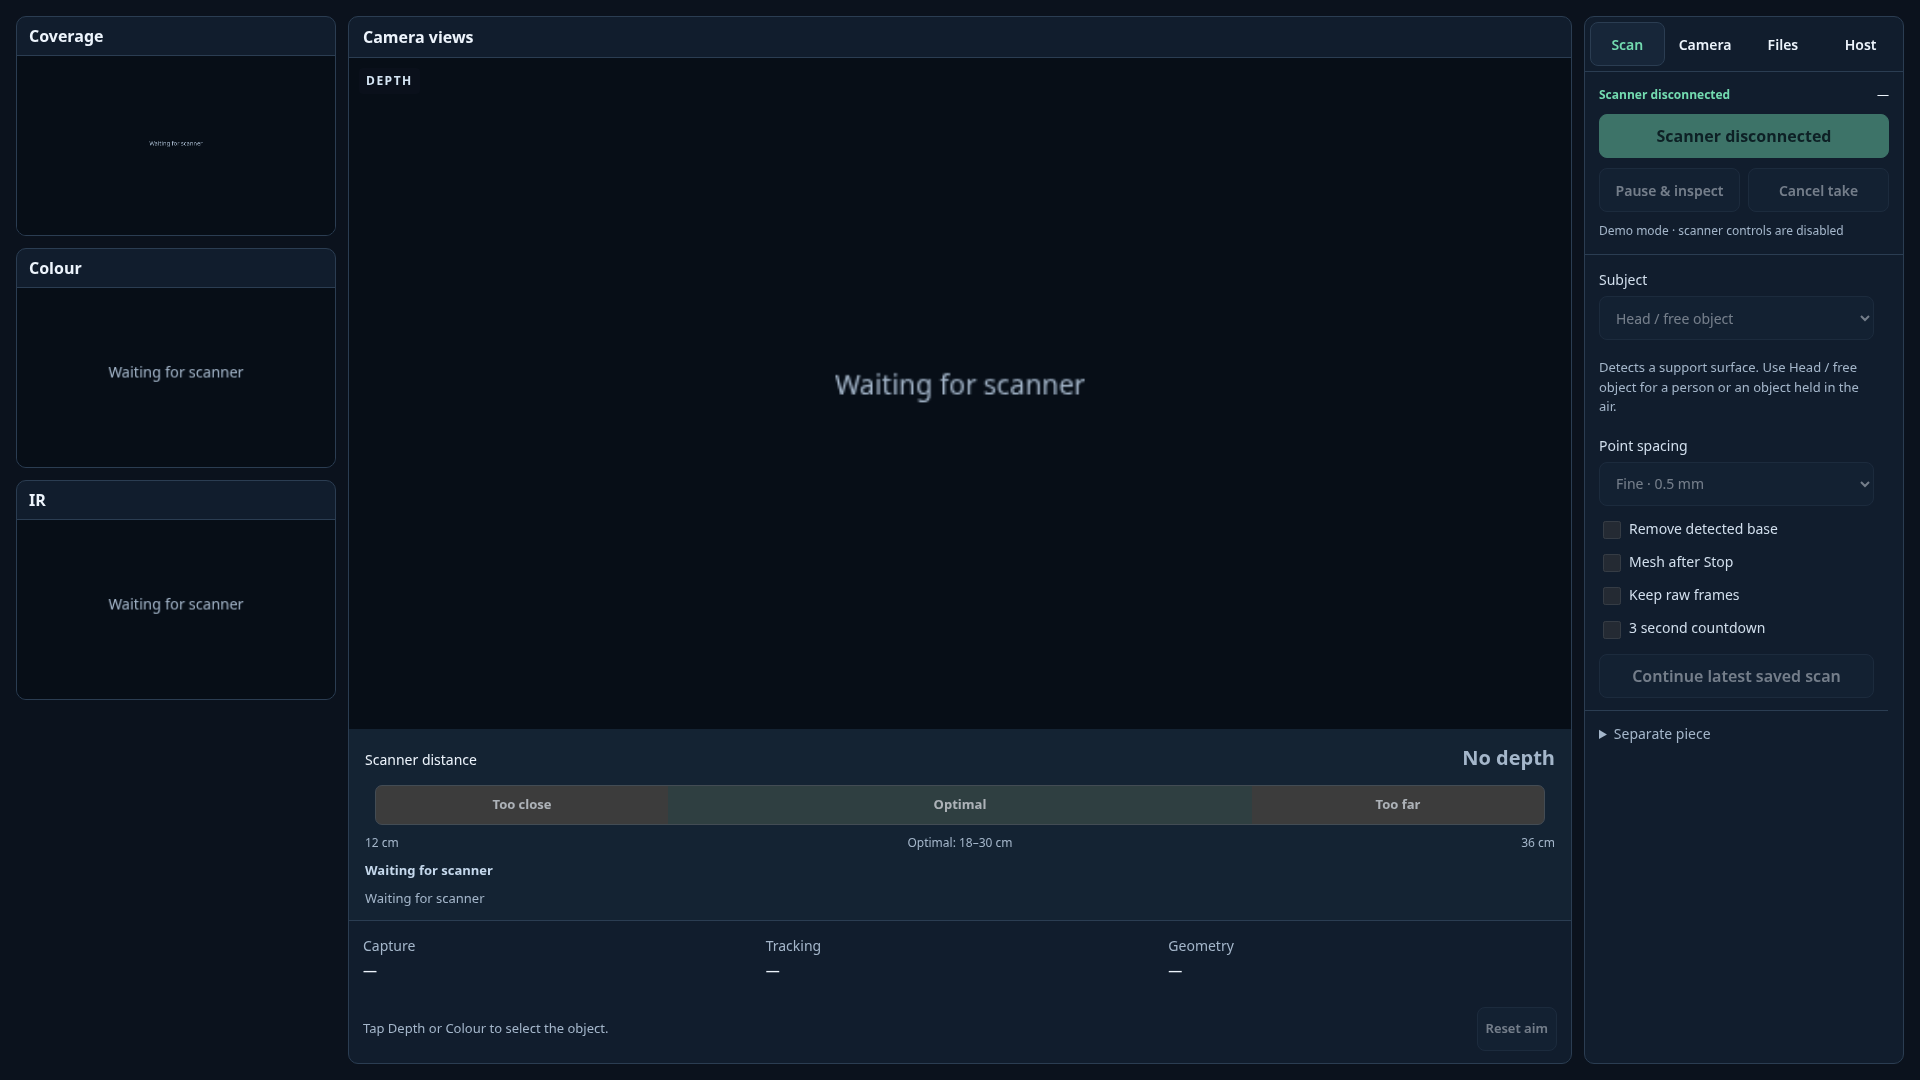 Coverage
Waiting for scanner
Colour
Waiting for scanner
IR
Waiting for scanner
Camera views
DEPTH
Waiting for scanner
Scanner distance
No depth
Too close
Optimal
Too far
12 cm
Optimal: 18–30 cm
36 cm
Waiting for scanner
Waiting for scanner
Capture
Tracking
Geometry
—
—
—
Tap Depth or Colour to select the object.
Reset aim
Scan
Camera
Files
Host
Scanner disconnected
—
Scanner disconnected
Pause & inspect
Cancel take
Demo mode · scanner controls are disabled
Subject
Head / free object
Detects a support surface. Use Head / free
object for a person or an object held in the
air.
Point spacing
Fine · 0.5 mm
Remove detected base
Mesh after Stop
Keep raw frames
3 second countdown
Continue latest saved scan
Separate piece